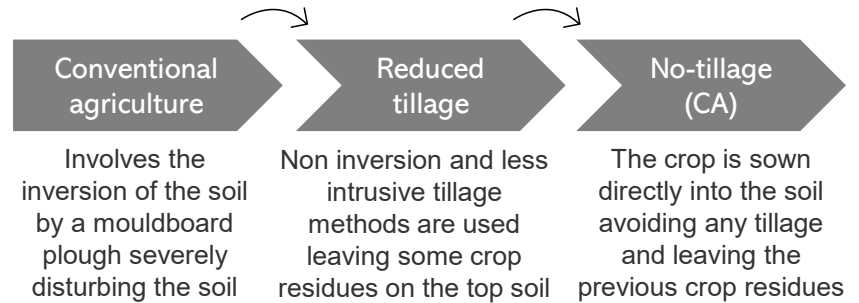 Conventional
agriculture
Reduced
tillage
No-tillage
(CA)
Involves the
inversion of the soil
by a mouldboard
plough severely
disturbing the soil
Non inversion and less
intrusive tillage
methods are used
leaving some crop
residues on the top soil
The crop is sown
directly into the soil
avoiding any tillage
and leaving the
previous crop residues